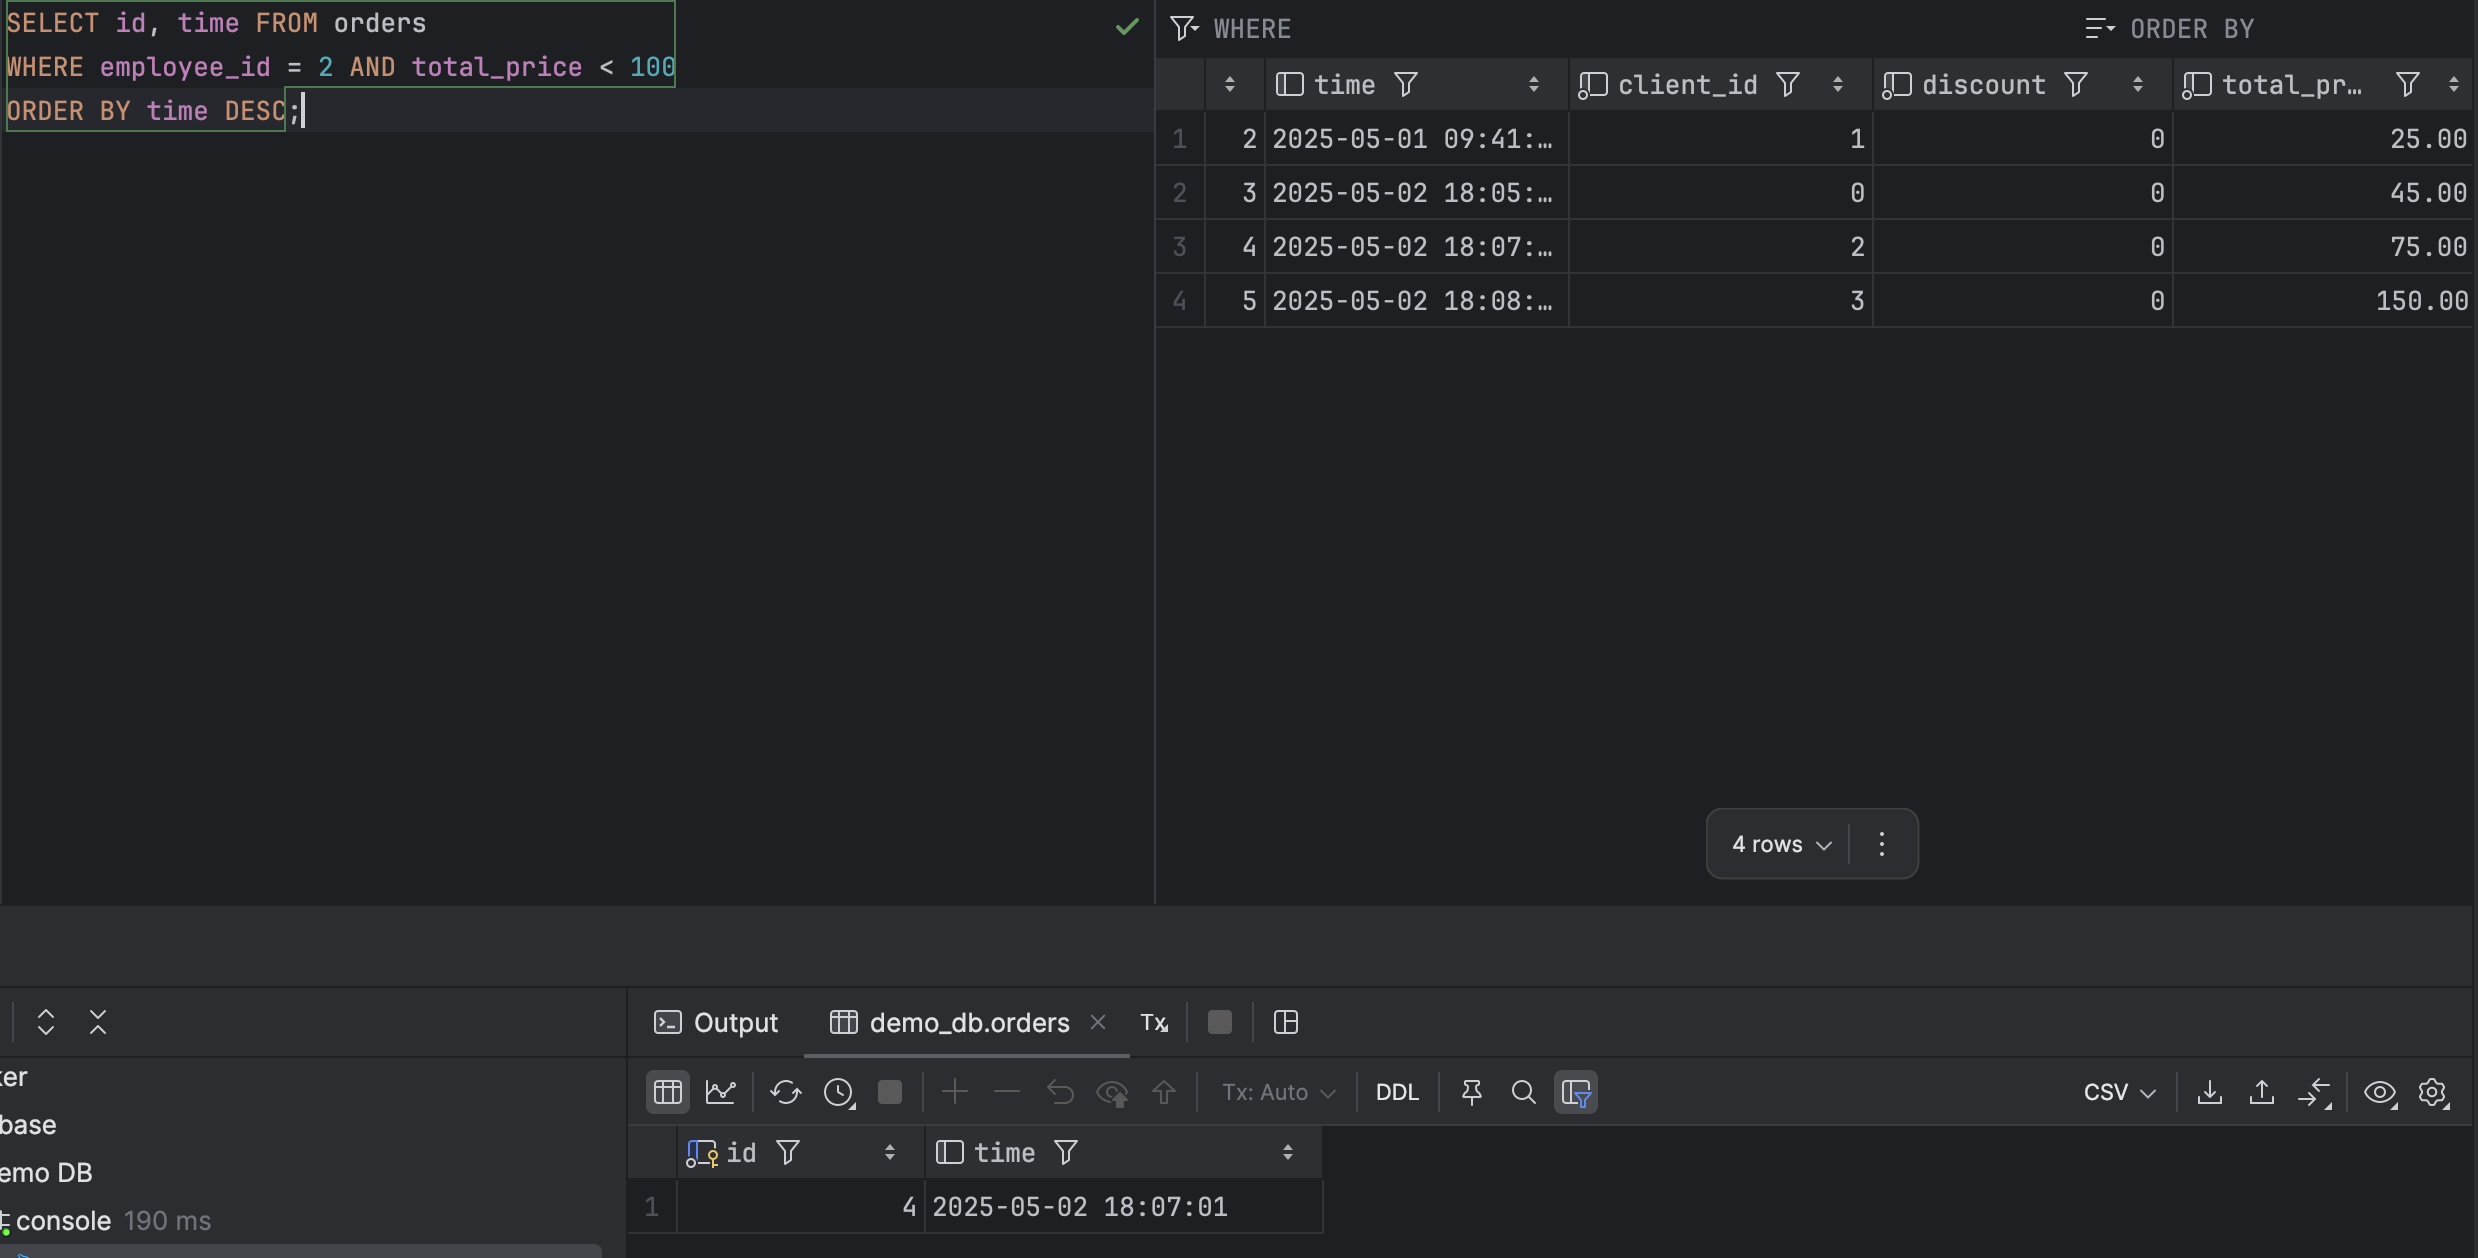 SELECT id, time FROM orders
WHERE employee_id = 2 AND total_price < 100
ORDER BY time DESC;
WHERE ORDER BY
time client_id discount total_pr…
1 2 2025-05-01 09:41:… 1 0 25.00
2 3 2025-05-02 18:05:… 0 0 45.00
3 4 2025-05-02 18:07:… 2 0 75.00
4 5 2025-05-02 18:08:… 3 0 150.00
4 rows
Output demo_db.orders Tx
Tx: Auto DDL CSV
ker
base
emo DB
console 190 ms
id time
1 4 2025-05-02 18:07:01